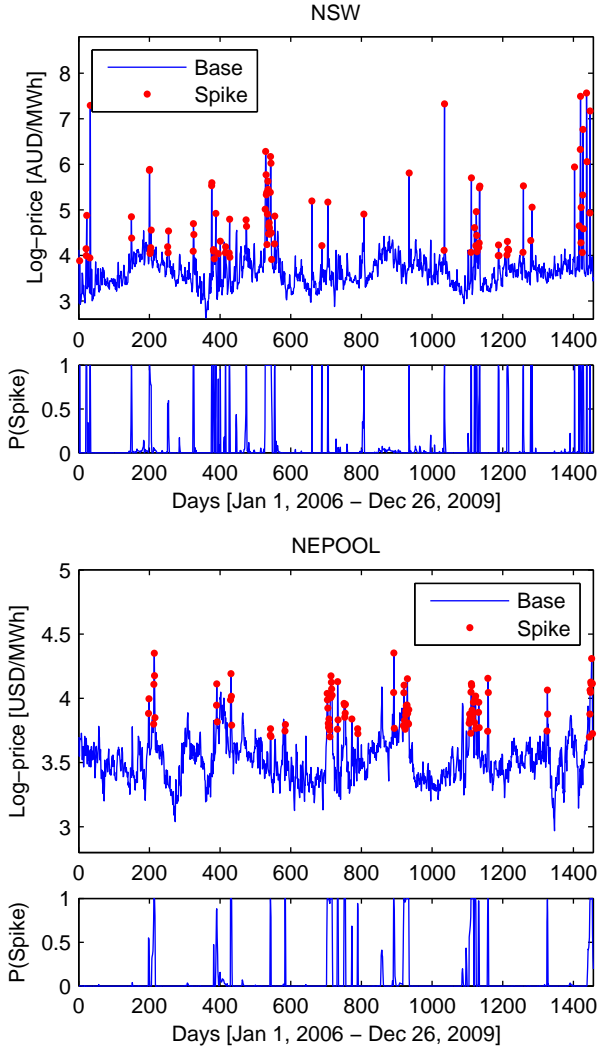 NSW
Log−price [AUD/MWh]
Base
Spike
8
7
6
5
4
3
0 200 400 600 800 1000 1200 1400
P(Spike)
1
0.5
0
0 200 400 600 800 1000 1200 1400
Days [Jan 1, 2006 − Dec 26, 2009]
NEPOOL
Log−price [USD/MWh]
Base
Spike
5
4.5
4
3.5
3
0 200 400 600 800 1000 1200 1400
P(Spike)
1
0.5
0
0 200 400 600 800 1000 1200 1400
Days [Jan 1, 2006 − Dec 26, 2009]